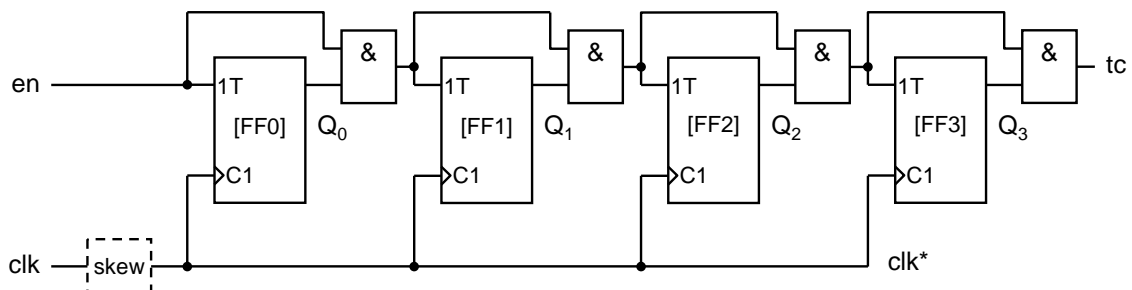 & & & &
en 1T 1T 1T 1T tc
[FF0] Q₀ [FF1] Q₁ [FF2] Q₂ [FF3] Q₃
C1 C1 C1 C1
clk skew clk*